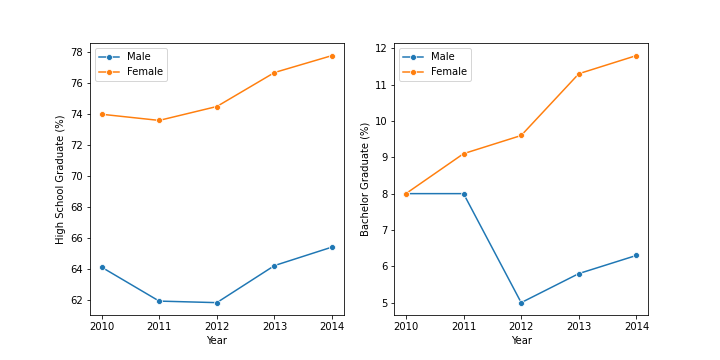 Male
Female
High School Graduate (%)
78
76
74
72
70
68
66
64
62
2010 2011 2012 2013 2014
Year
Male
Female
Bachelor Graduate (%)
12
11
10
9
8
7
6
5
2010 2011 2012 2013 2014
Year